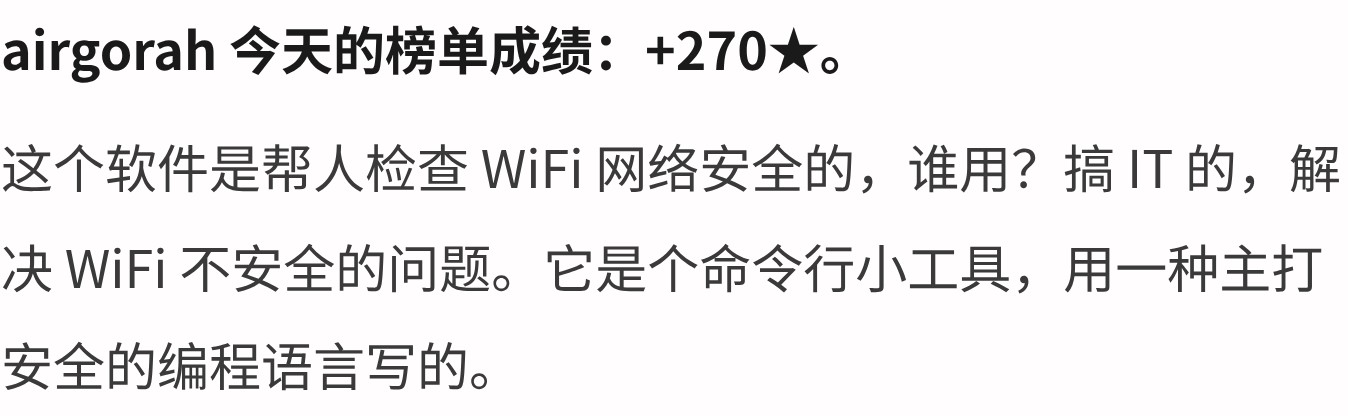 airgorah 今天的榜单成绩：+270★。
这个软件是帮人检查 WiFi 网络安全的，谁用？搞 IT 的，解
决 WiFi 不安全的问题。它是个命令行小工具，用一种主打
安全的编程语言写的。